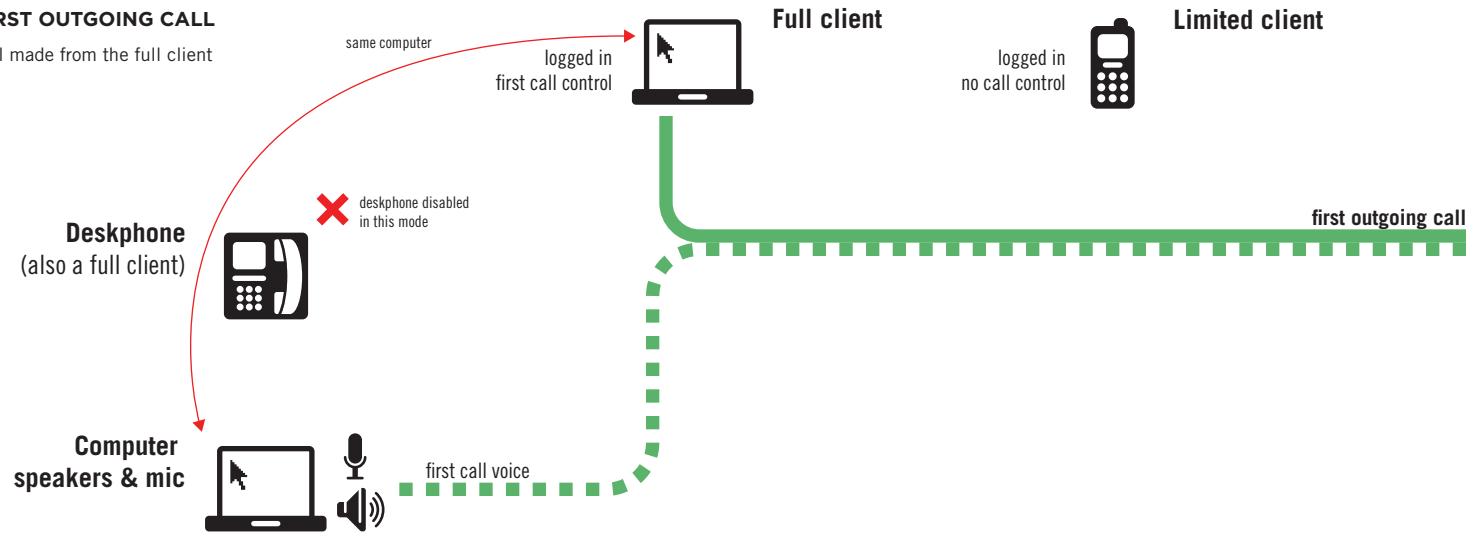 RST OUTGOING CALL
l made from the full client
same computer
Full client
logged in
first call control
Limited client
logged in
no call control
deskphone disabled
in this mode
Deskphone
(also a full client)
first outgoing call
Computer
speakers & mic
first call voice